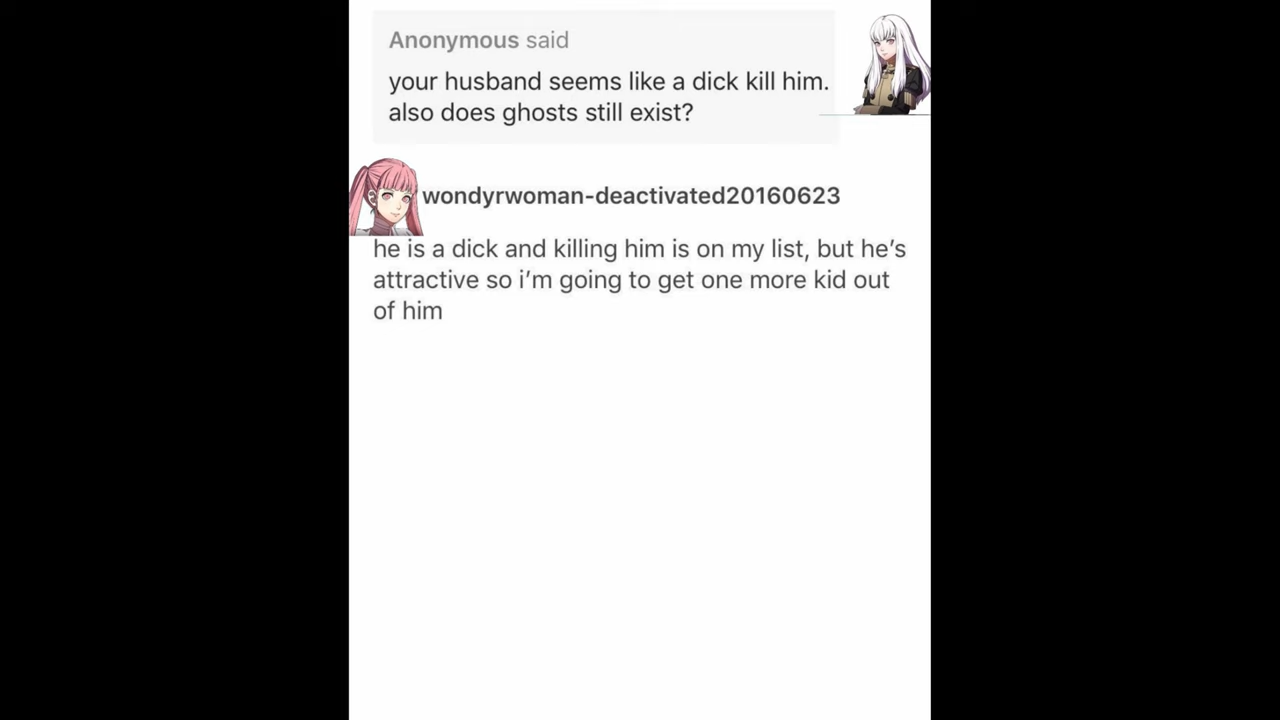 Anonymous said
your husband seems like a dick kill him.
also does ghosts still exist?
wondyrwoman-deactivated20160623
he is a dick and killing him is on my list, but he's
attractive so i'm going to get one more kid out
of him